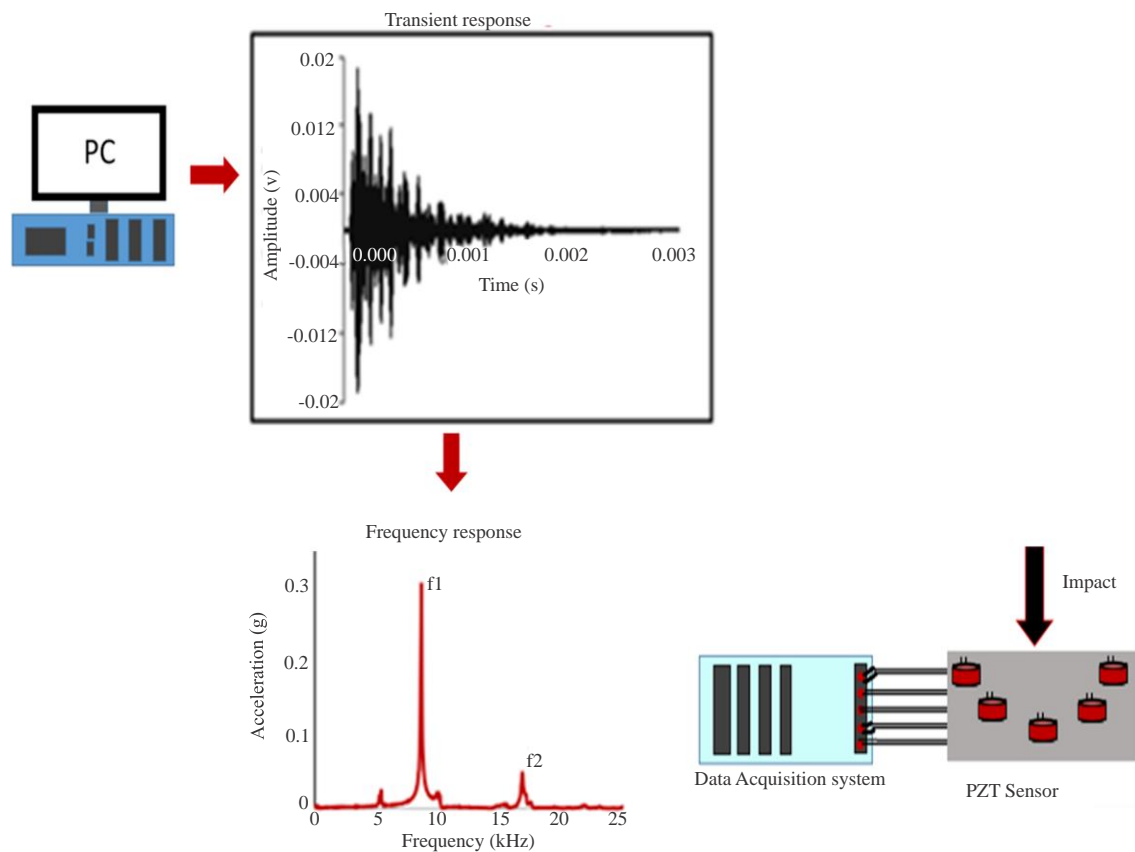 Transient response
PC
Amplitude (v)
0.02
0.012
0.004
-0.004
-0.012
-0.02
0.000 0.001 0.002 0.003
Time (s)
Frequency response
Acceleration (g)
0.3
0.2
0.1
0
f1
f2
0 5 10 15 20 25
Frequency (kHz)
Impact
Data Acquisition system
PZT Sensor